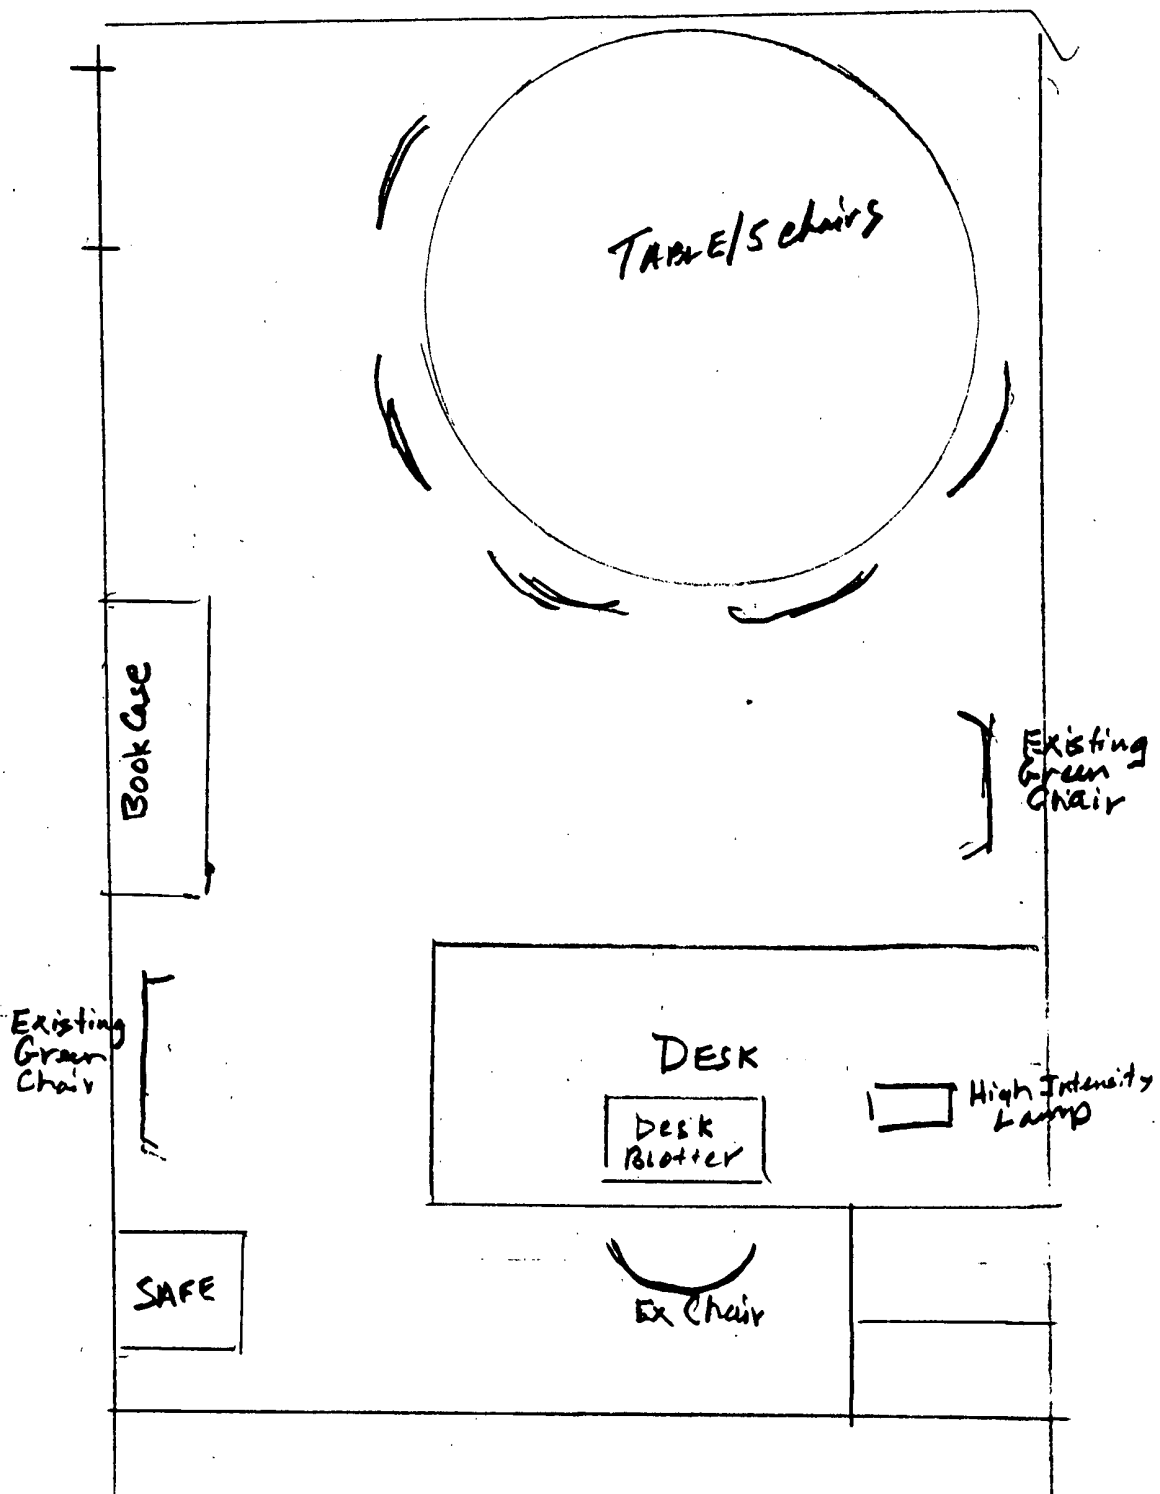 TABLE/5 chairs
Book Case
Existing
Green
Chair
Existing
Green
Chair
DESK
Desk
Blotter
High Intensity
Lamp
SAFE
Ex Chair